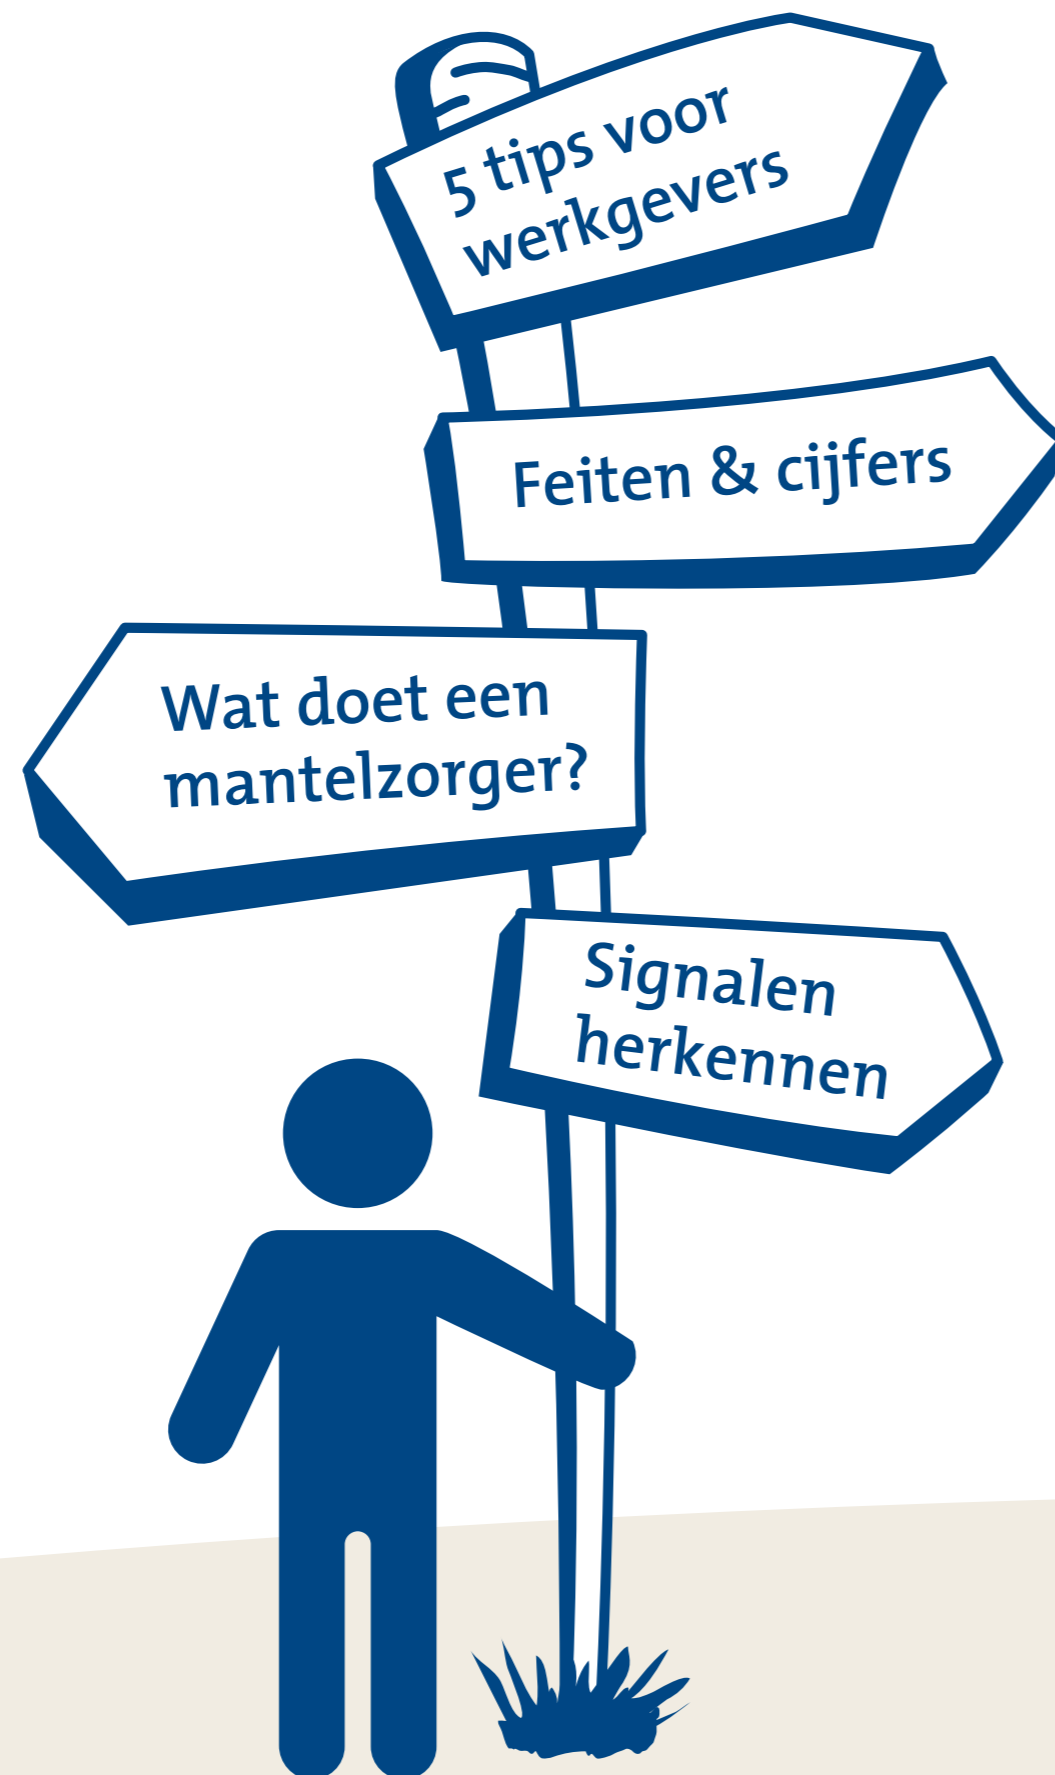 5 tips voor
werkgevers
Feiten & cijfers
Wat doet een
mantelzorger?
Signalen
herkennen